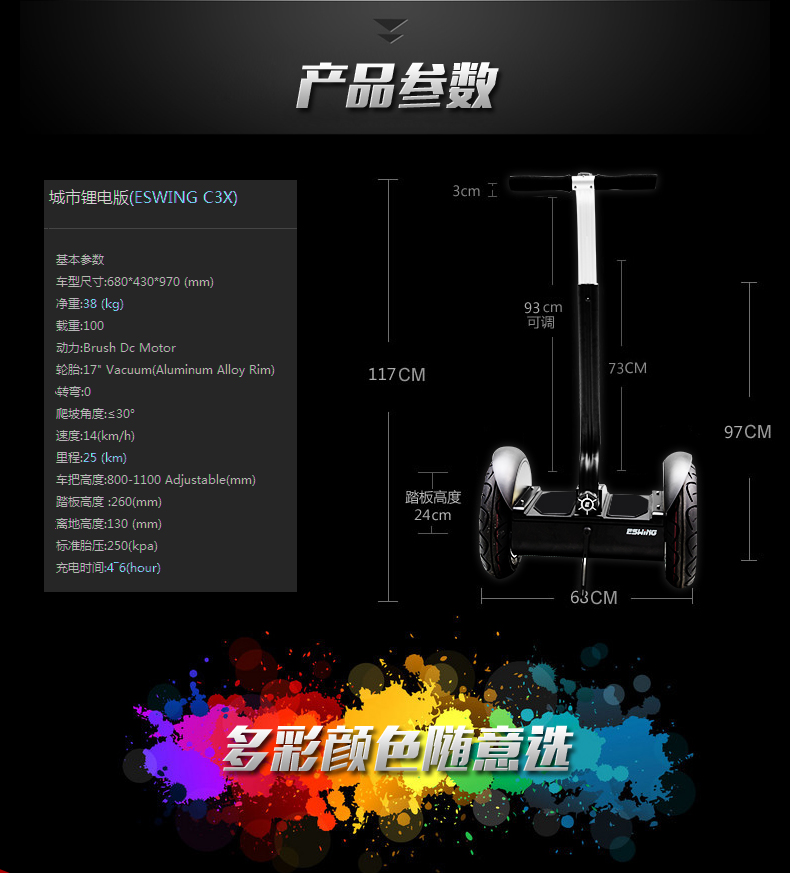 产品参数
城市锂电版(ESWING C3X)
基本参数
车型尺寸:680*430*970 (mm)
净重:38 (kg)
载重:100
动力:Brush Dc Motor
轮胎:17" Vacuum(Aluminum Alloy Rim)
转弯:0
爬坡角度:≤30°
速度:14(km/h)
里程:25 (km)
车把高度:800-1100 Adjustable(mm)
踏板高度 :260(mm)
离地高度:130 (mm)
标准胎压:250(kpa)
充电时间:4~6(hour)
3cm
93cm
可调
73CM
117CM
97CM
踏板高度
24cm
ESWING
63CM
多彩颜色随意选